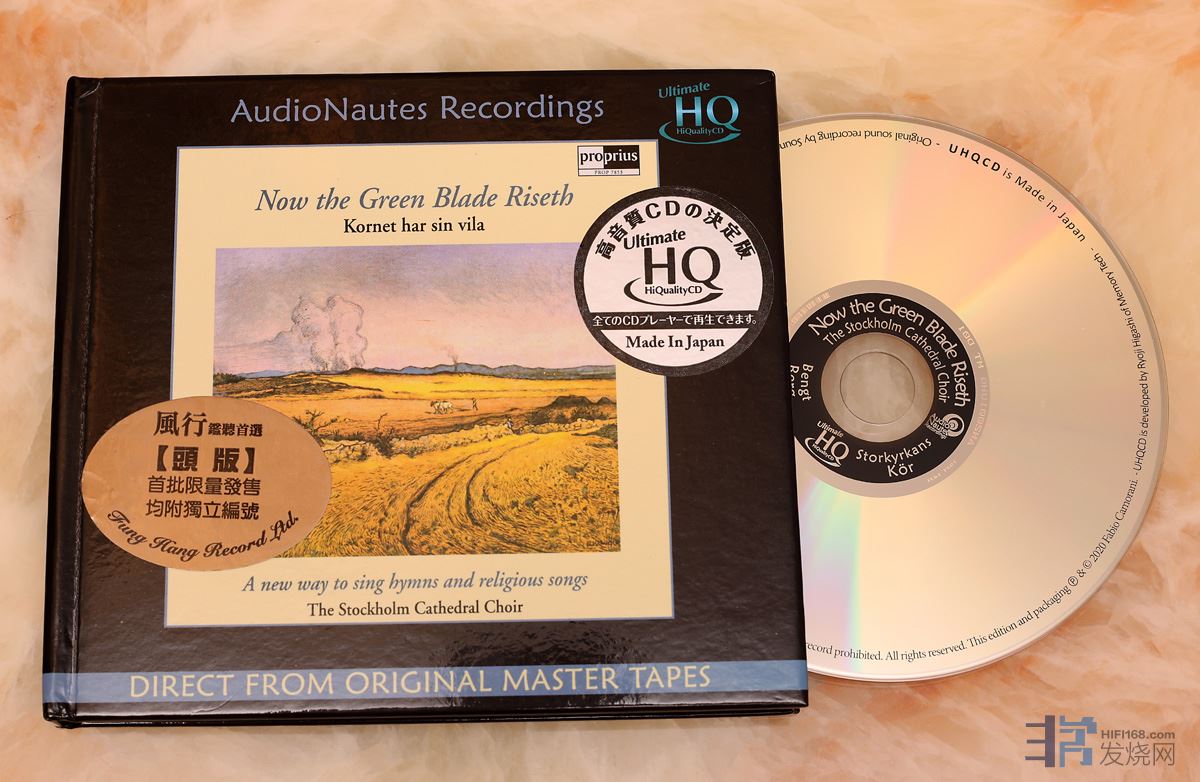 AudioNautes Recordings
Ultimate
HQ
HiQualityCD
proprius
PROP 7853
Now the Green Blade Riseth
Kornet har sin vila
高音質CDの決定版
Ultimate
HQ
HiQualityCD
全てのCDプレーヤーで再生できます。
Made In Japan
風行鑑聽首選
【頭版】
首批限量發售
均附獨立編號
Fung Hang Record Ltd.
A new way to sing hymns and religious songs
The Stockholm Cathedral Choir
DIRECT FROM ORIGINAL MASTER TAPES
Original sound recording by
- UHQCD is Made in Japan -
UHQCD is developed by Ryoji Higashi of Memory Tech.
record prohibited. All rights reserved. This edition and packaging ℗ & © 2020 Fabio Camorani. -
Now the Green Blade Riseth
The Stockholm Cathedral Choir
Bengt
Audio
Nautes
Ultimate
HQ
HiQualityCD
Storkyrkans
Kör
HIFI168.com
发烧网